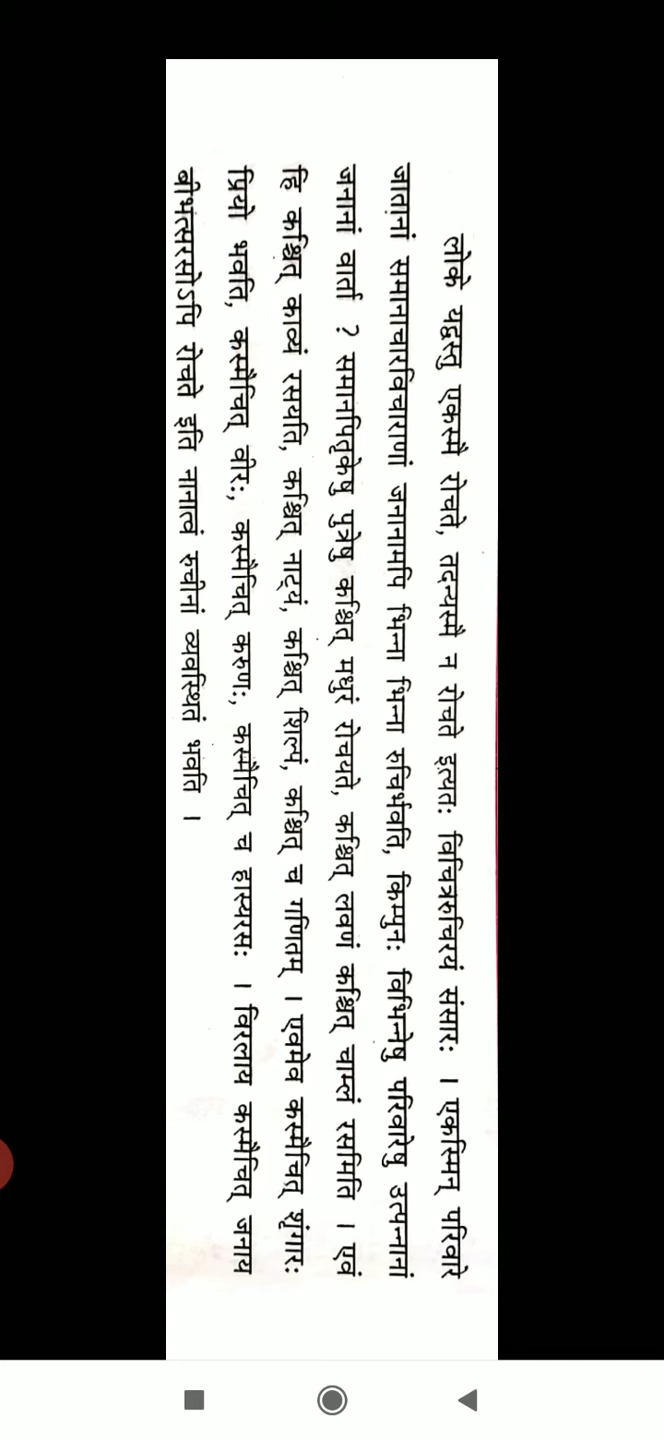 लोके यद्वस्तु एकस्मै रोचते, तदन्यस्मै न रोचते इत्यतः विचित्ररुचिरयं संसारः । एकस्मिन् परिवारे
जातानां समानाचारविचाराणां जनानामपि भिन्ना भिन्ना रुचिर्भवति, किम्पुनः विभिन्नेषु परिवारेषु उत्पन्नानां
जनानां वार्ता ? समानपितृकेषु पुत्रेषु कश्चित् मधुरं रोचयते, कश्चित् लवणं कश्चित् चाम्लं रसमिति । एवं
हि कश्चित् काव्यं रसयति, कश्चित् नाट्यं, कश्चित् शिल्पं, कश्चित् च गणितम् । एवमेव कस्मैचित् शृंगारः
प्रियो भवति, कस्मैचित् वीरः, कस्मैचित् करुणः, कस्मैचित् च हास्यरसः । विरलाय कस्मैचित् जनाय
बीभत्सरसोऽपि रोचते इति नानात्वं रुचीनां व्यवस्थितं भवति ।